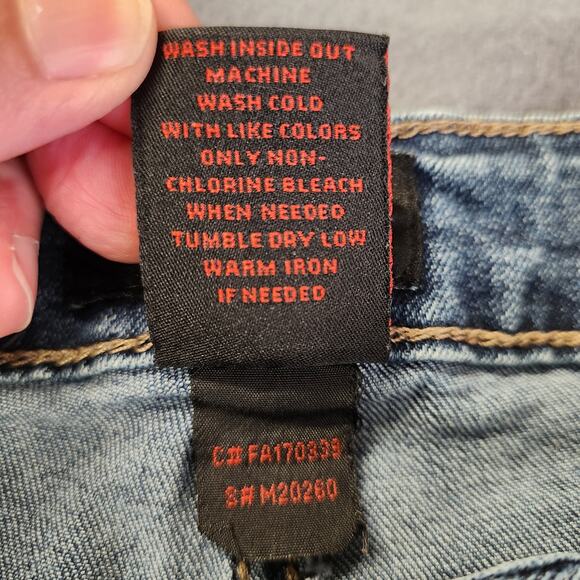 WASH INSIDE OUT
MACHINE
WASH COLD
WITH LIKE COLORS
ONLY NON-
CHLORINE BLEACH
WHEN NEEDED
TUMBLE DRY LOW
WARM IRON
IF NEEDED
C# FA170339
S# M20260